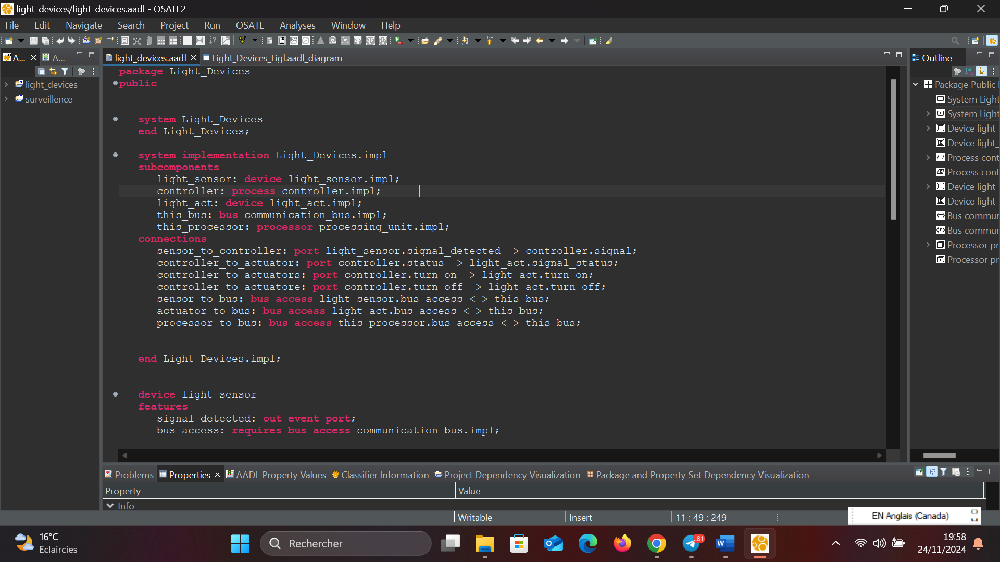 light_devices/light_devices.aadl - OSATE2
File Edit Navigate Search Project Run OSATE Analyses Window Help
A... A...
light_devices.aadl Light_Devices_Ligl.aadl_diagram
Outline
light_devices
surveillence
package Light_Devices
public
system Light_Devices
end Light_Devices;
system implementation Light_Devices.impl
subcomponents
light_sensor: device light_sensor.impl;
controller: process controller.impl;
light_act: device light_act.impl;
this_bus: bus communication_bus.impl;
this_processor: processor processing_unit.impl;
connections
sensor_to_controller: port light_sensor.signal_detected -> controller.signal;
controller_to_actuator: port controller.status -> light_act.signal_status;
controller_to_actuators: port controller.turn_on -> light_act.turn_on;
controller_to_actuatore: port controller.turn_off -> light_act.turn_off;
sensor_to_bus: bus access light_sensor.bus_access <-> this_bus;
actuator_to_bus: bus access light_act.bus_access <-> this_bus;
processor_to_bus: bus access this_processor.bus_access <-> this_bus;
end Light_Devices.impl;
device light_sensor
features
signal_detected: out event port;
bus_access: requires bus access communication_bus.impl;
Package Public
System Light
System Light
Device light_
Device light_
Process cont
Process cont
Device light_
Device light_
Bus commur
Bus commur
Processor pr
Processor pr
Problems Properties AADL Property Values Classifier Information Project Dependency Visualization Package and Property Set Dependency Visualization
Property Value
Info
Writable Insert 11 : 49 : 249
EN Anglais (Canada)
16°C
Eclaircies
Rechercher
81
19:58
24/11/2024